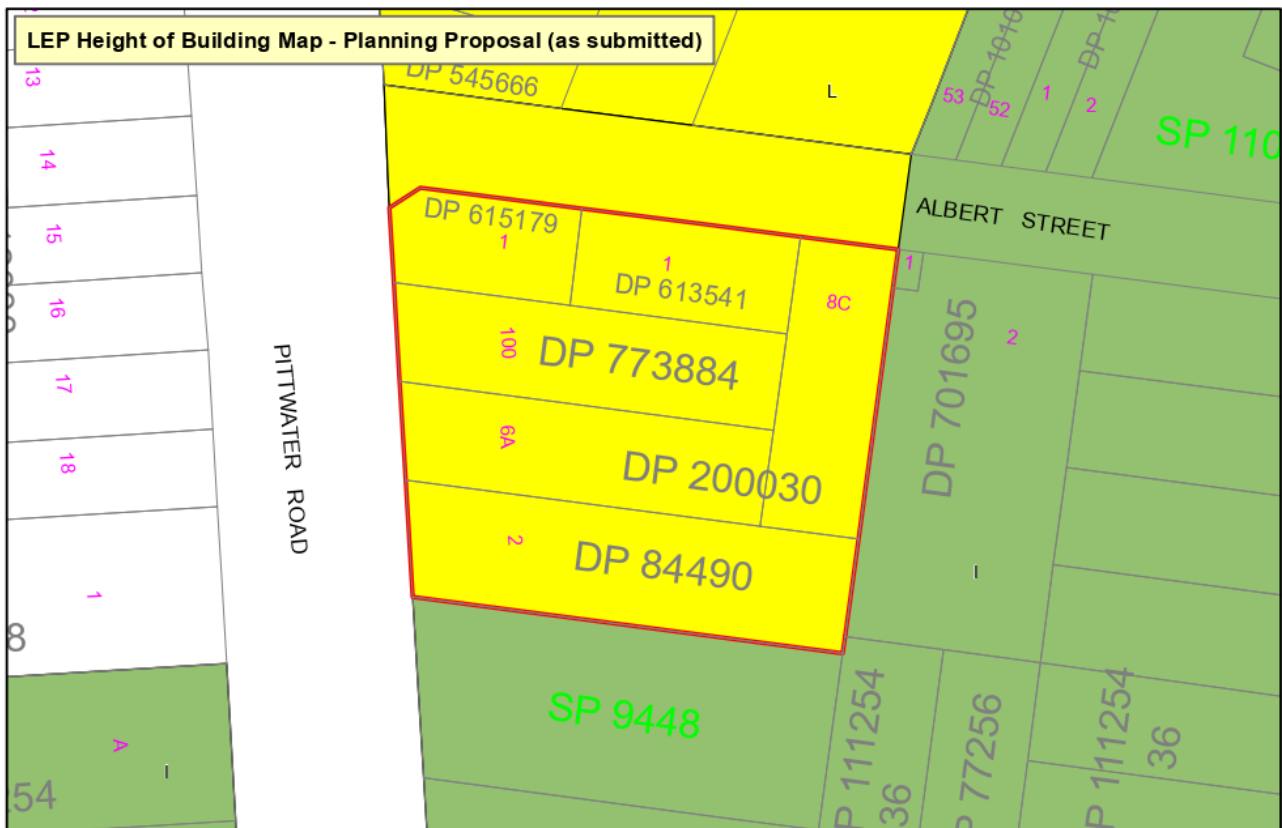 LEP Height of Building Map - Planning Proposal (as submitted)
13
14
15
16
17
18
1
8
A
I
54
PITTWATER ROAD
DP 545666
L
53
52
1
2
SP 110
ALBERT STREET
DP 615179
1
1
DP 613541
8C
1
100
DP 773884
6A
DP 200030
2
DP 84490
DP 701695
2
I
SP 9448
P 111254
36
P 77256
P 111254
36